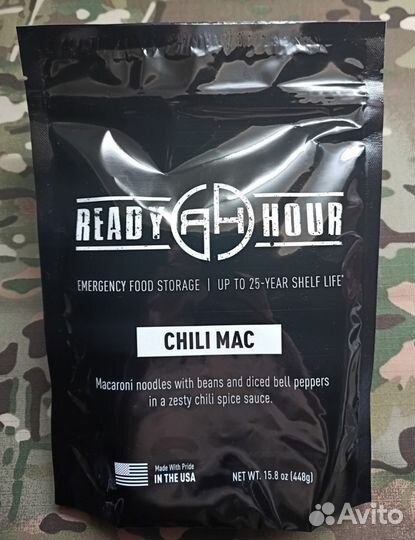 READY RH HOUR
EMERGENCY FOOD STORAGE | UP TO 25-YEAR SHELF LIFE*
CHILI MAC
Macaroni noodles with beans and diced bell peppers
in a zesty chili spice sauce.
Made With Pride
IN THE USA
NET WT. 15.8 oz (448g)
Avito